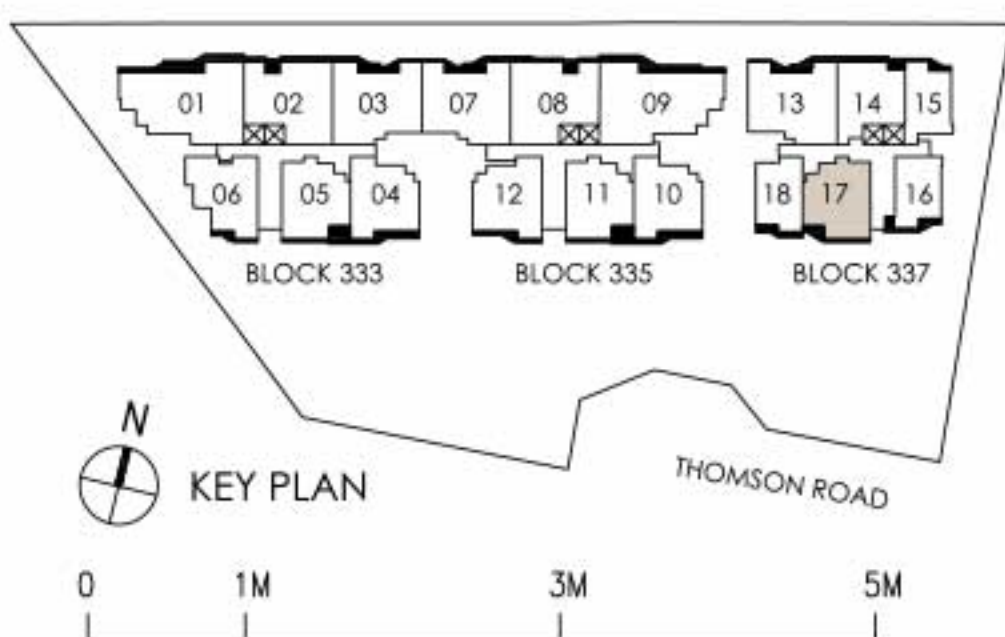 01 02 03 07 08 09 13 14 15
06 05 04 12 11 10 18 17 16
BLOCK 333 BLOCK 335 BLOCK 337
N
KEY PLAN
THOMSON ROAD
0 1M 3M 5M